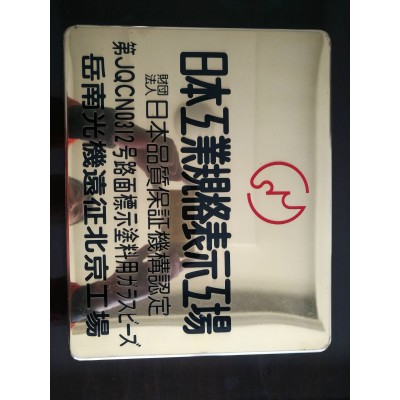 日本工業規格表示工場
財団法人 日本品質保証機構認定
第JQCN0312号路面標示塗料用ガラスビーズ
岳南光機遠征北京工場